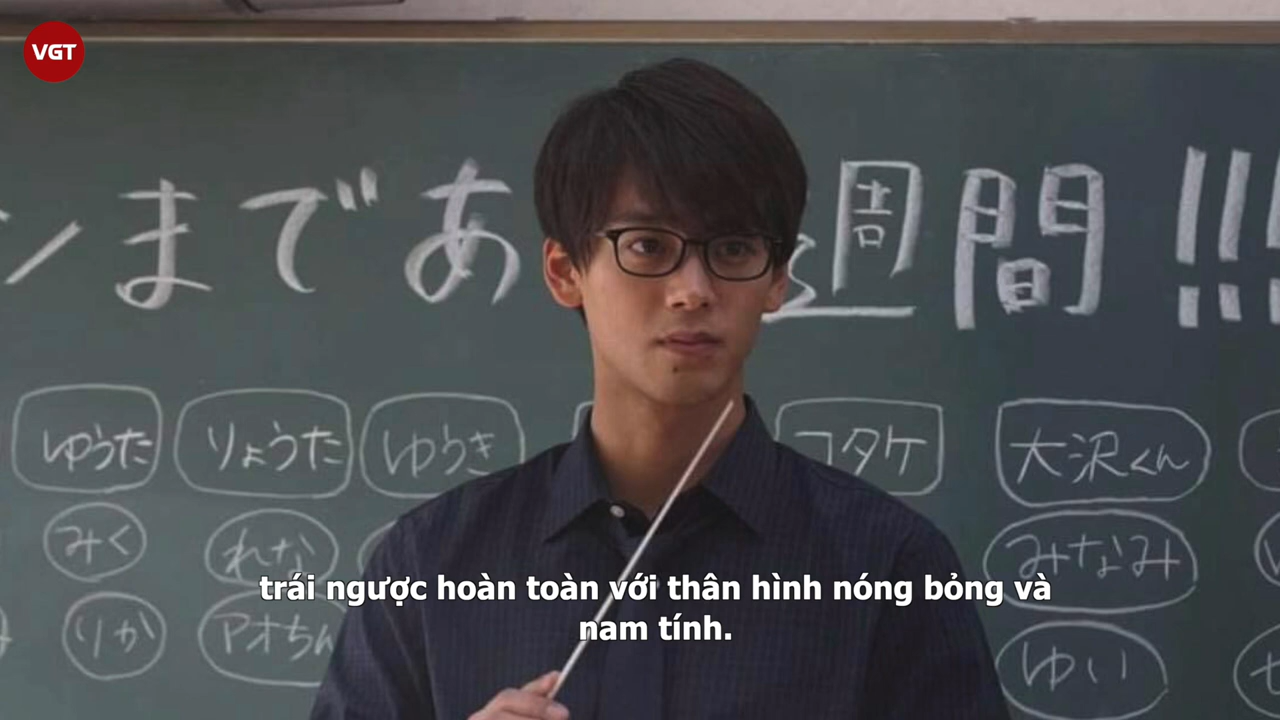 VGT
ンまであ 週間!!!
ゆうた りょうた ゆうき コタケ 大沢くん
みく れな みなみ
りか アオちん ゆい
trái ngược hoàn toàn với thân hình nóng bỏng và
nam tính.